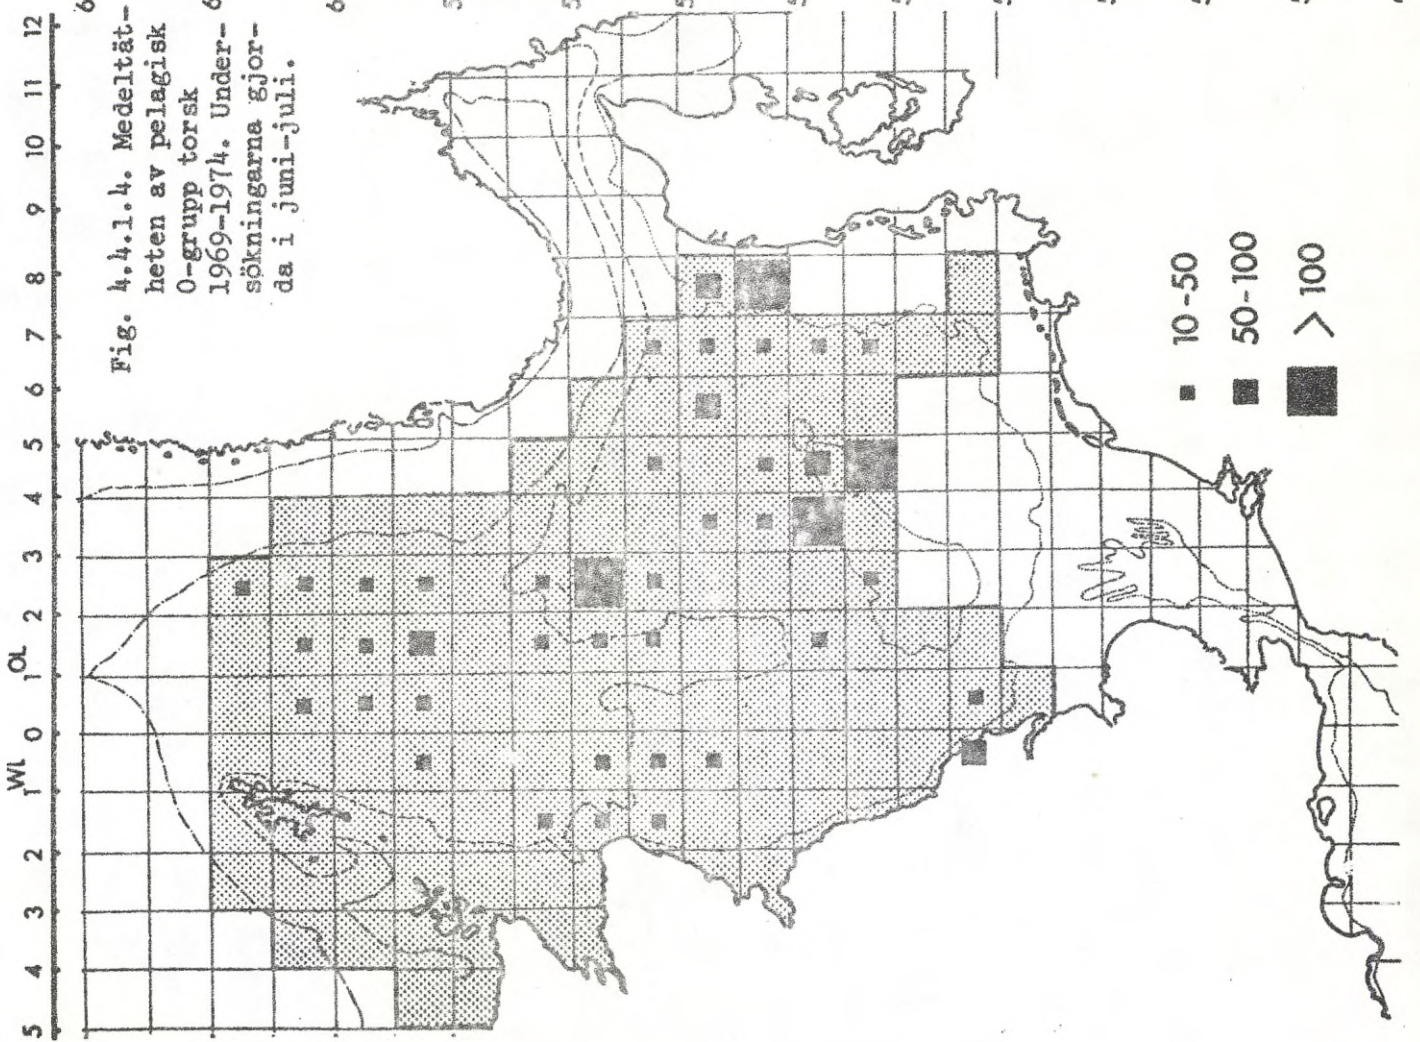 Fig. 4.4.1.4. Medeltät-
heten av pelagisk
0-grupp torsk
1969-1974. Under-
sökningarna gjor-
da i juni-juli.
WL OL
5 4 3 2 1 0 1 2 3 4 5 6 7 8 9 10 11 12
10-50
50-100
> 100